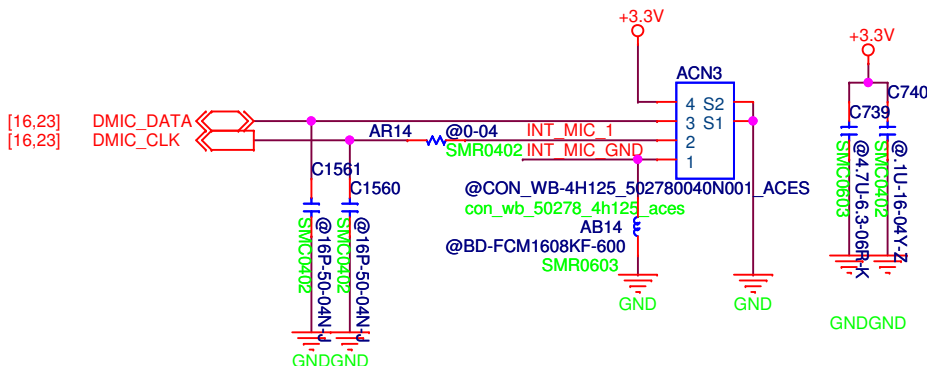 +3.3V
+3.3V
ACN3
C740
4 S2
C739
[16,23] DMIC_DATA
3 S1
[16,23] DMIC_CLK
AR14 @0-04 INT_MIC_1 2
SMR0402 INT_MIC_GND 1
C1561
C1560
@CON_WB-4H125_502780040N001_ACES
con_wb_50278_4h125_aces
AB14
@BD-FCM1608KF-600
SMR0603
SMC0402
@16P-50-04N-J
SMC0402
@16P-50-04N-J
SMC0603
@4.7U-6.3-06R-K
SMC0402
@.1U-16-04Y-Z
GND
GND
GNDGND
GNDGND